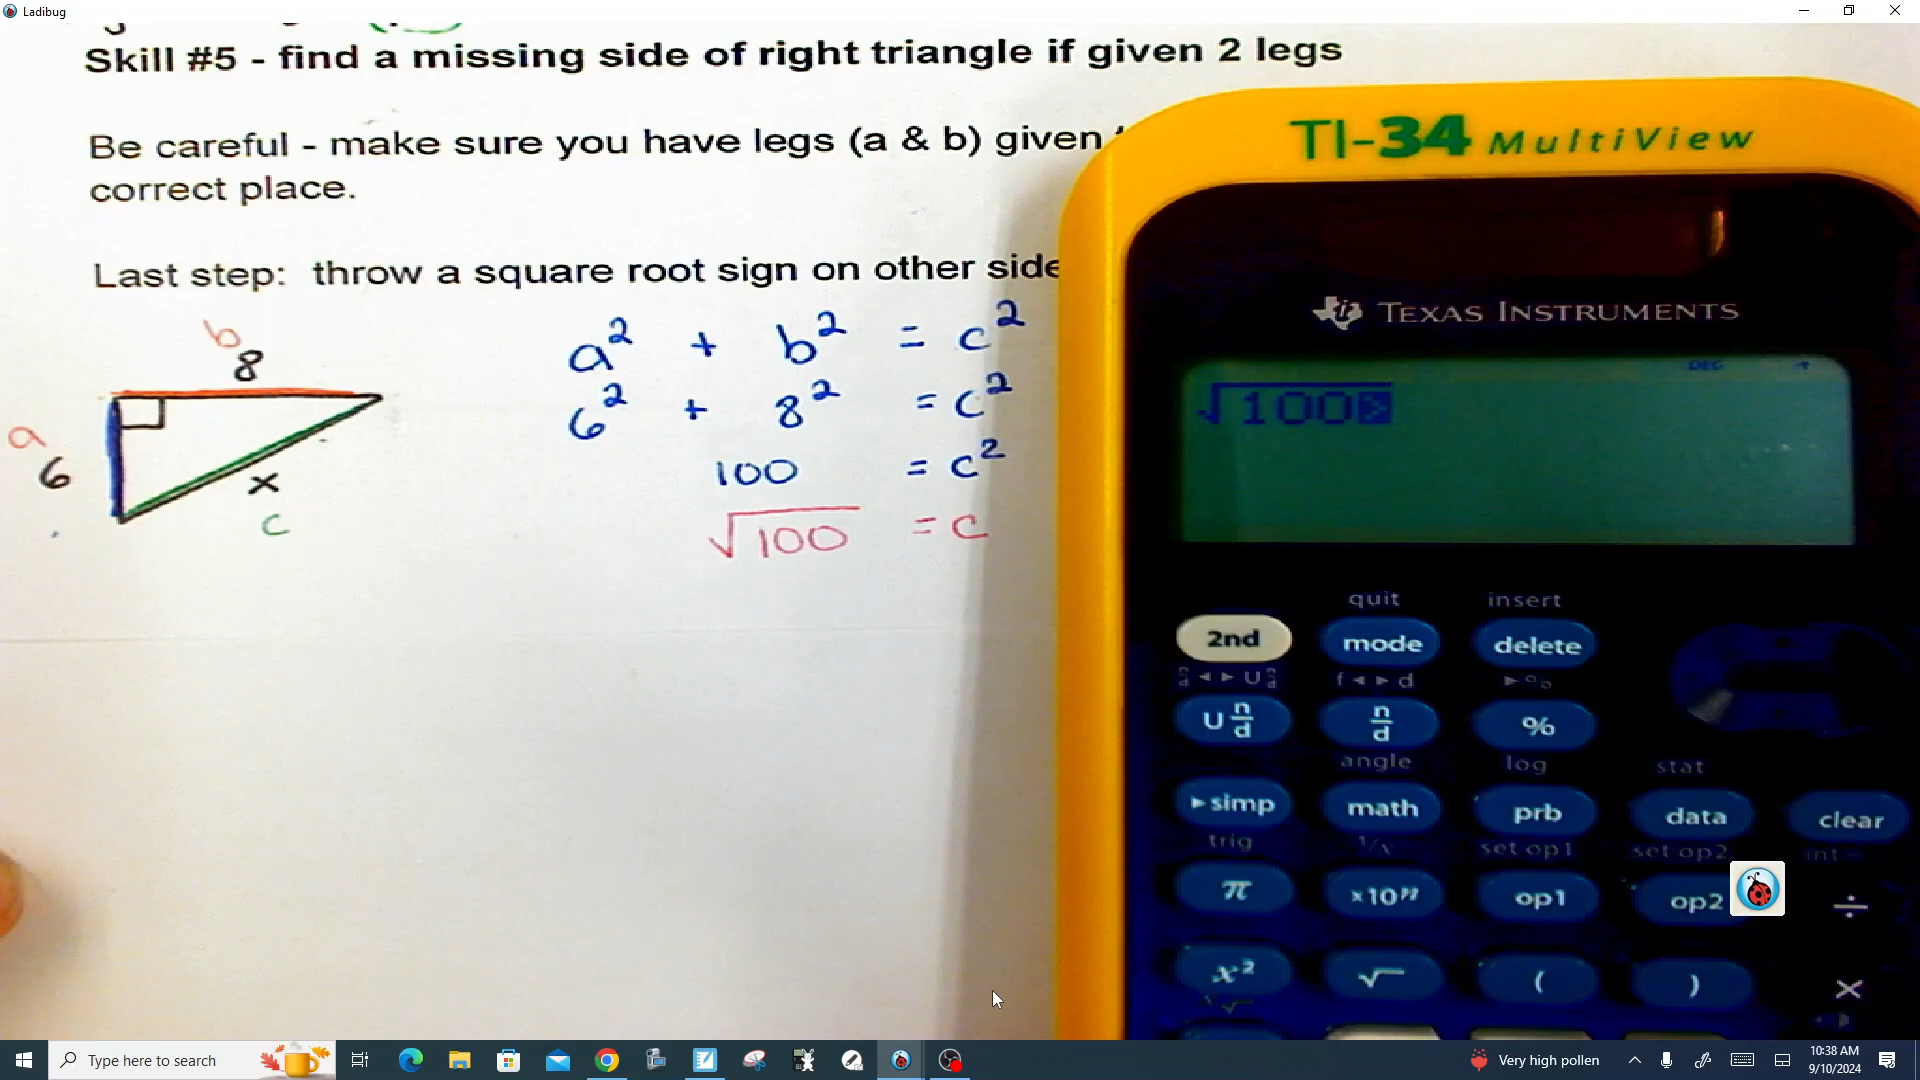 Ladibug
Skill #5 - find a missing side of right triangle if given 2 legs
Be careful - make sure you have legs (a & b) given
correct place.
Last step: throw a square root sign on other side
b
8
a
6
x
c
a² + b² = c²
6² + 8² = c²
100 = c²
√100 = c
TI-34 MultiView
TEXAS INSTRUMENTS
DEG
√100
quit insert
2nd mode delete
n/d ◄► U n/d f ◄► d ►%
U n/d n/d %
angle log stat
►simp math prb data clear
trig 1/x set op1 set op2 int ÷
π ×10ⁿ op1 op2 ÷
x² √ ( ) ×
Type here to search
Very high pollen
10:38 AM
9/10/2024